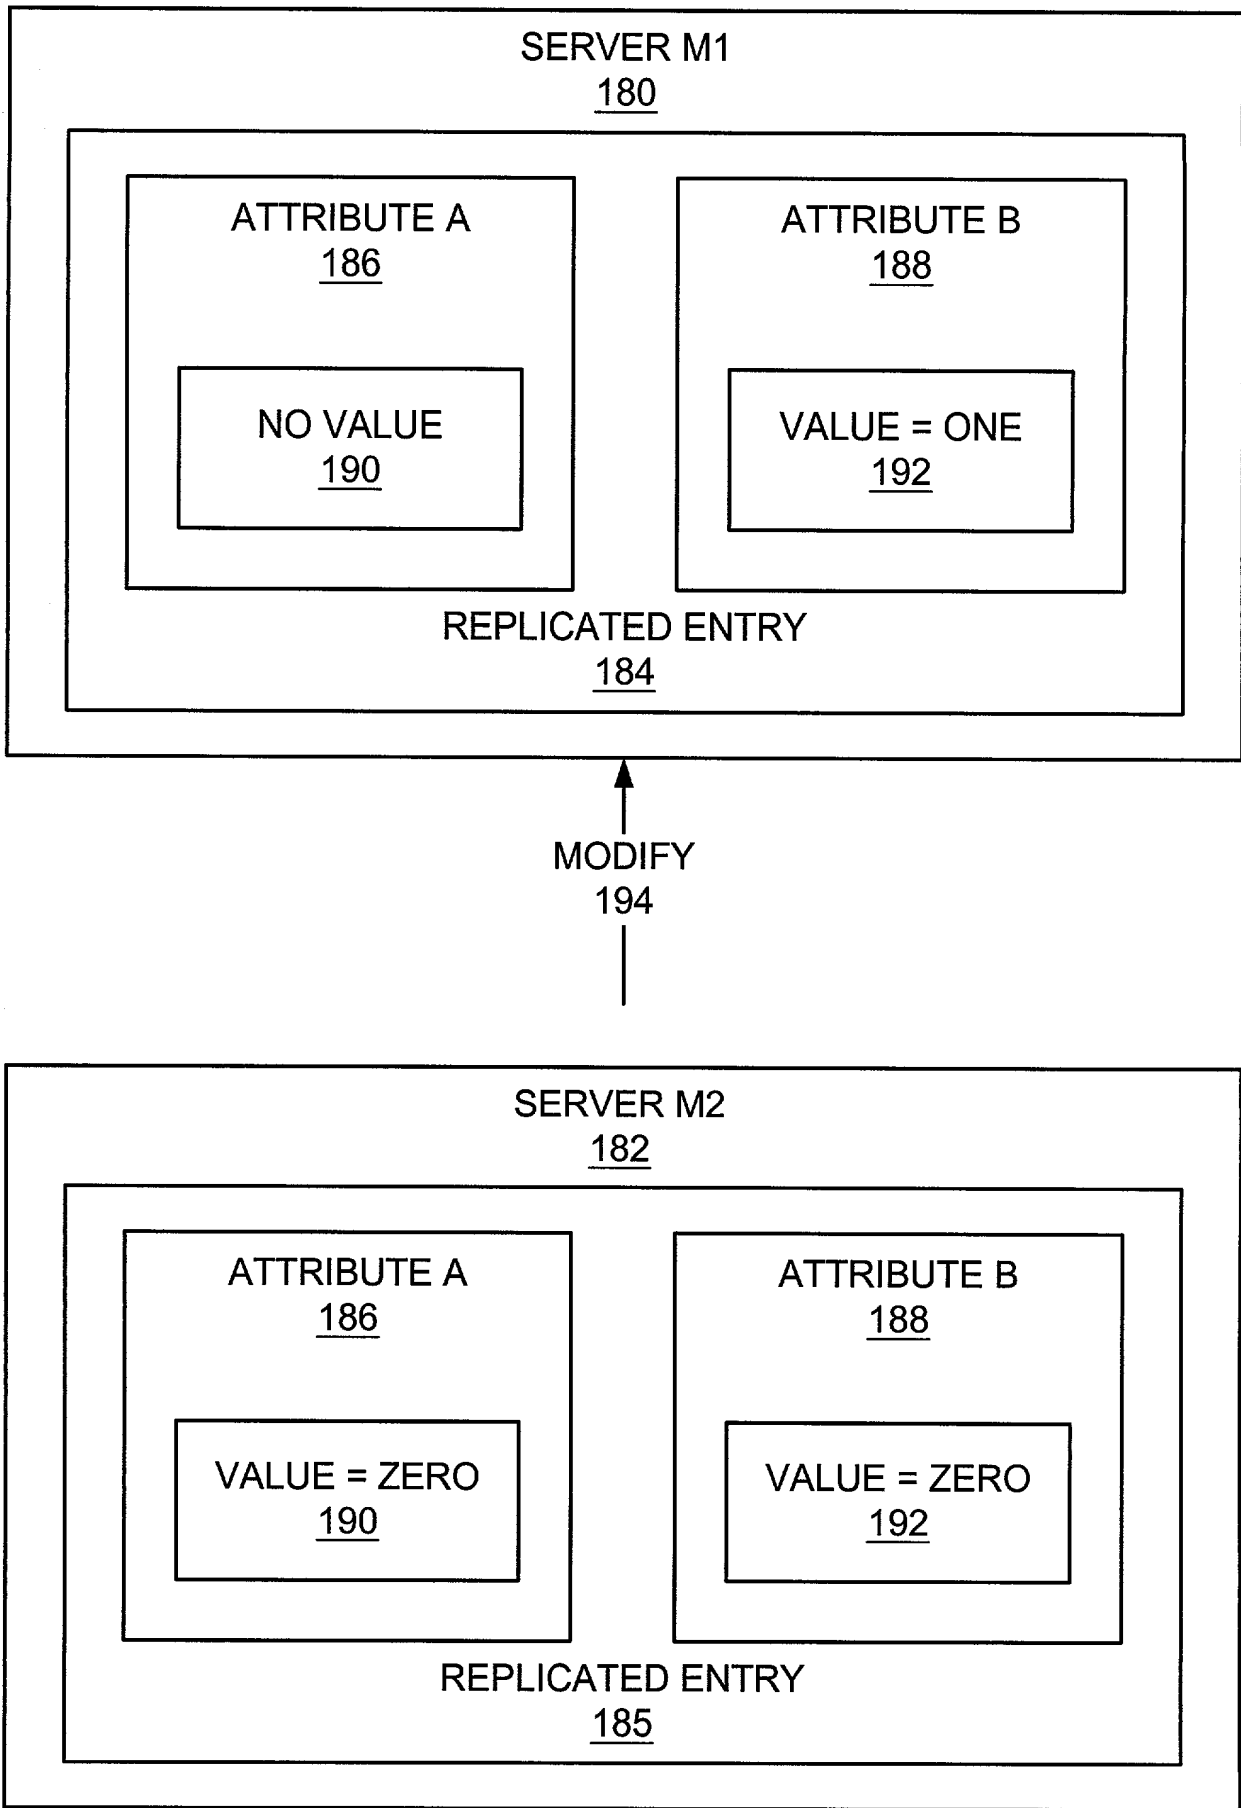 SERVER M1
180
ATTRIBUTE A
186
NO VALUE
190
ATTRIBUTE B
188
VALUE = ONE
192
REPLICATED ENTRY
184
MODIFY
194
SERVER M2
182
ATTRIBUTE A
186
VALUE = ZERO
190
ATTRIBUTE B
188
VALUE = ZERO
192
REPLICATED ENTRY
185